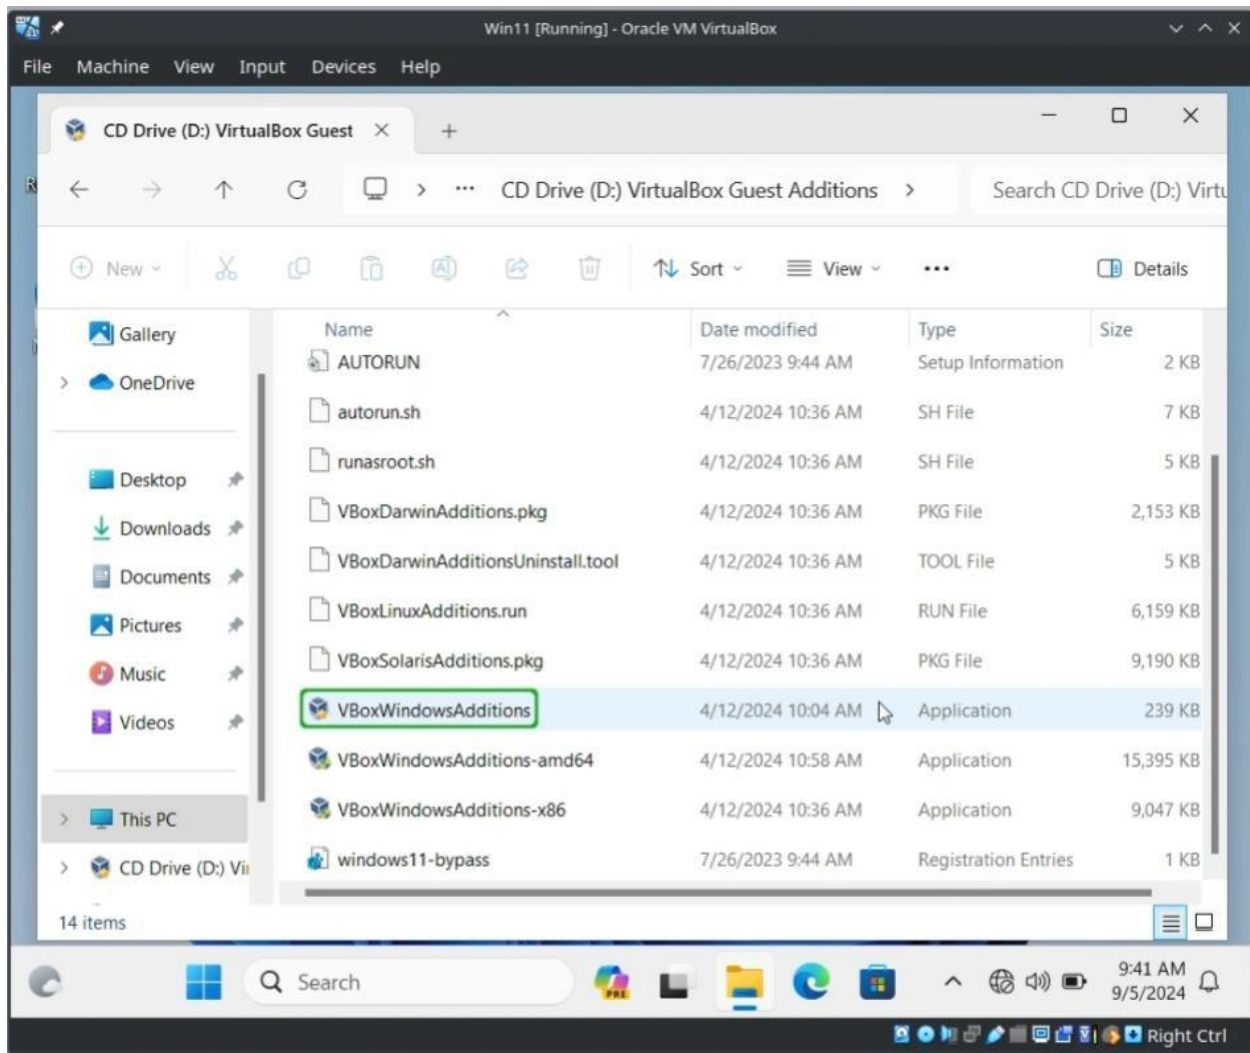 Win11 [Running] - Oracle VM VirtualBox
File Machine View Input Devices Help
CD Drive (D:) VirtualBox Guest
CD Drive (D:) VirtualBox Guest Additions Search CD Drive (D:) Virtu
New Sort View Details
Name Date modified Type Size
Gallery
OneDrive
Desktop
Downloads
Documents
Pictures
Music
Videos
This PC
CD Drive (D:) Vi
AUTORUN 7/26/2023 9:44 AM Setup Information 2 KB
autorun.sh 4/12/2024 10:36 AM SH File 7 KB
runasroot.sh 4/12/2024 10:36 AM SH File 5 KB
VBoxDarwinAdditions.pkg 4/12/2024 10:36 AM PKG File 2,153 KB
VBoxDarwinAdditionsUninstall.tool 4/12/2024 10:36 AM TOOL File 5 KB
VBoxLinuxAdditions.run 4/12/2024 10:36 AM RUN File 6,159 KB
VBoxSolarisAdditions.pkg 4/12/2024 10:36 AM PKG File 9,190 KB
VBoxWindowsAdditions 4/12/2024 10:04 AM Application 239 KB
VBoxWindowsAdditions-amd64 4/12/2024 10:58 AM Application 15,395 KB
VBoxWindowsAdditions-x86 4/12/2024 10:36 AM Application 9,047 KB
windows11-bypass 7/26/2023 9:44 AM Registration Entries 1 KB
14 items
Search
PRE
9:41 AM
9/5/2024
Right Ctrl